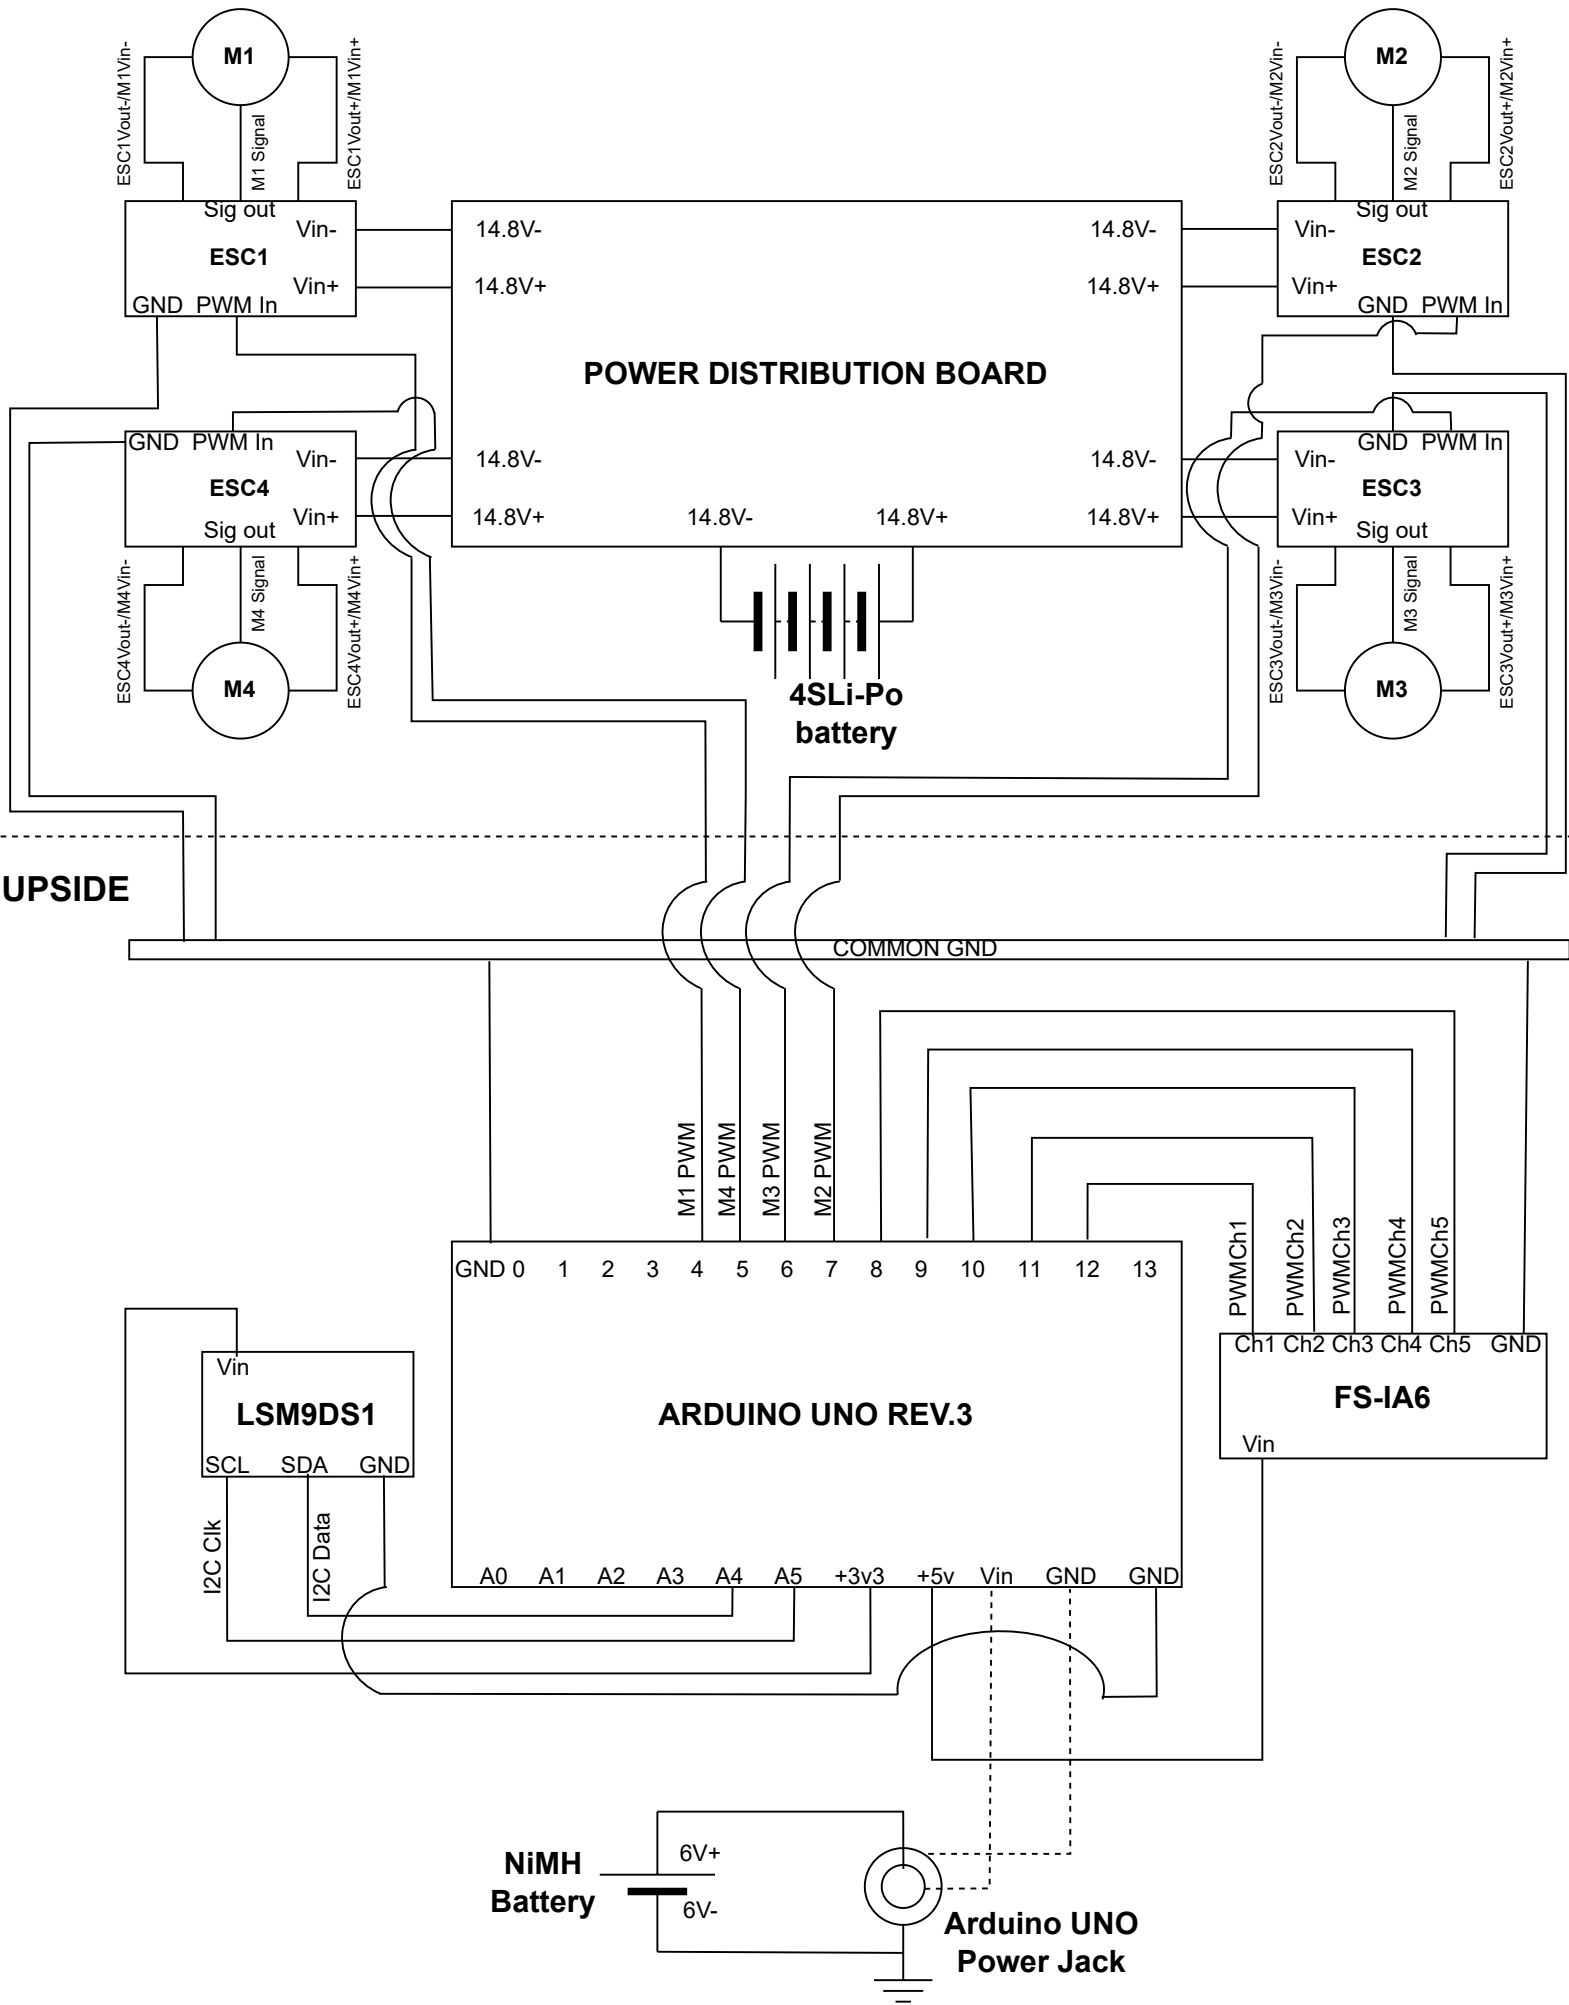 M1
M2
ESC1Vout-/M1Vin-
M1 Signal
ESC1Vout+/M1Vin+
ESC2Vout-/M2Vin-
M2 Signal
ESC2Vout+/M2Vin+
Sig out
Vin-
ESC1
Vin+
GND PWM In
14.8V-
14.8V+
14.8V-
14.8V+
Sig out
Vin-
ESC2
Vin+
GND PWM In
POWER DISTRIBUTION BOARD
GND PWM In
Vin-
ESC4
Vin+
Sig out
14.8V-
14.8V+
14.8V-
14.8V+
14.8V-
14.8V+
GND PWM In
Vin-
ESC3
Vin+
Sig out
ESC4Vout-/M4Vin-
M4 Signal
ESC4Vout+/M4Vin+
M4
4SLi-Po
battery
ESC3Vout-/M3Vin-
M3 Signal
ESC3Vout+/M3Vin+
M3
UPSIDE
COMMON GND
M1 PWM
M4 PWM
M3 PWM
M2 PWM
PWMCh1
PWMCh2
PWMCh3
PWMCh4
PWMCh5
GND 0 1 2 3 4 5 6 7 8 9 10 11 12 13
Ch1 Ch2 Ch3 Ch4 Ch5 GND
FS-IA6
Vin
Vin
LSM9DS1
SCL SDA GND
ARDUINO UNO REV.3
I2C Clk
I2C Data
A0 A1 A2 A3 A4 A5 +3v3 +5v Vin GND GND
NiMH
Battery
6V+
6V-
Arduino UNO
Power Jack